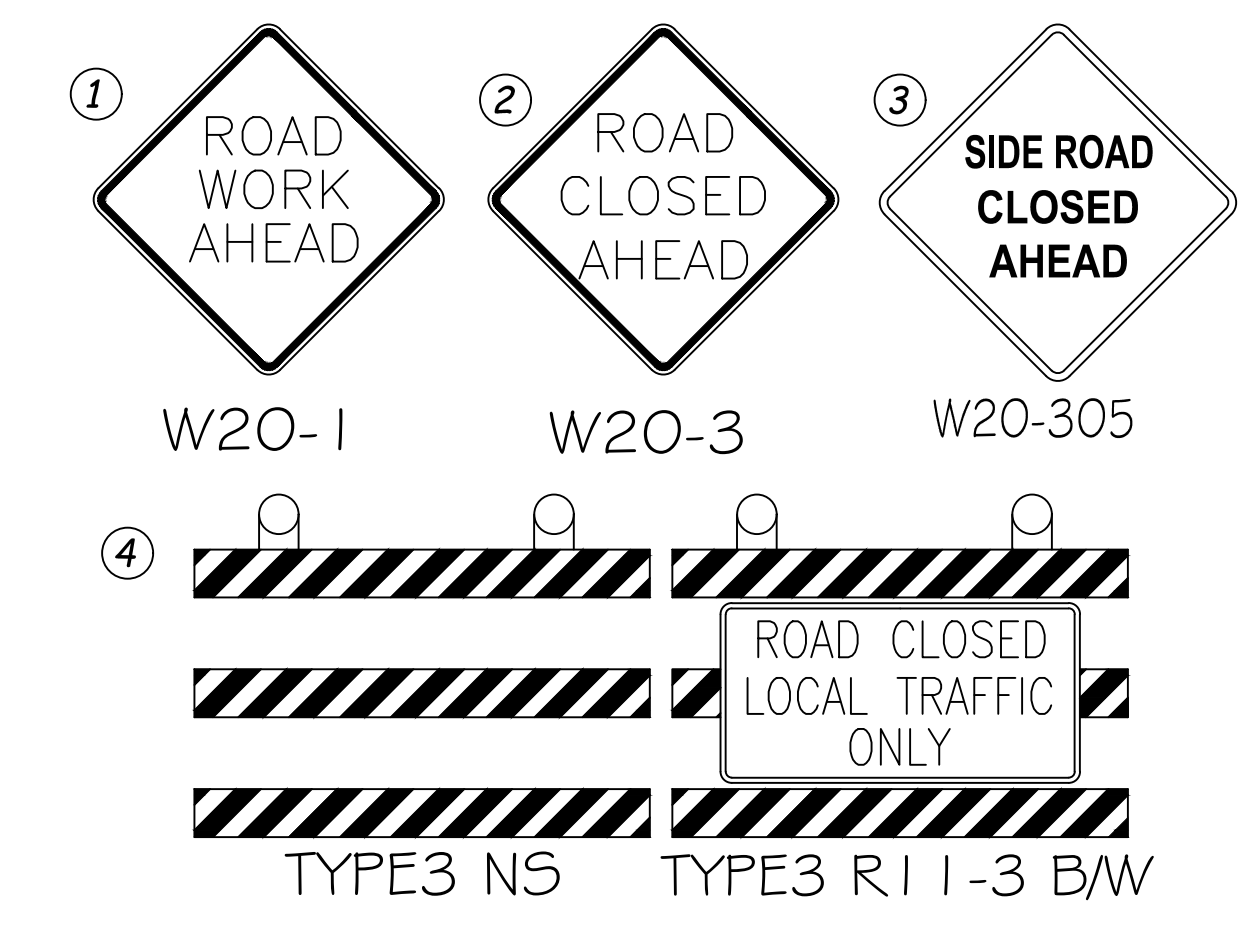 1
ROAD
WORK
AHEAD
W20-1
2
ROAD
CLOSED
AHEAD
W20-3
3
SIDE ROAD
CLOSED
AHEAD
W20-305
4
ROAD CLOSED
LOCAL TRAFFIC
ONLY
TYPE3 NS
TYPE3 R11-3 B/W